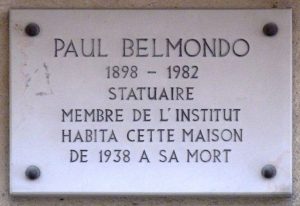 PAUL BELMONDO
1898 - 1982
STATUAIRE
MEMBRE DE L'INSTITUT
HABITA CETTE MAISON
DE 1938 A SA MORT